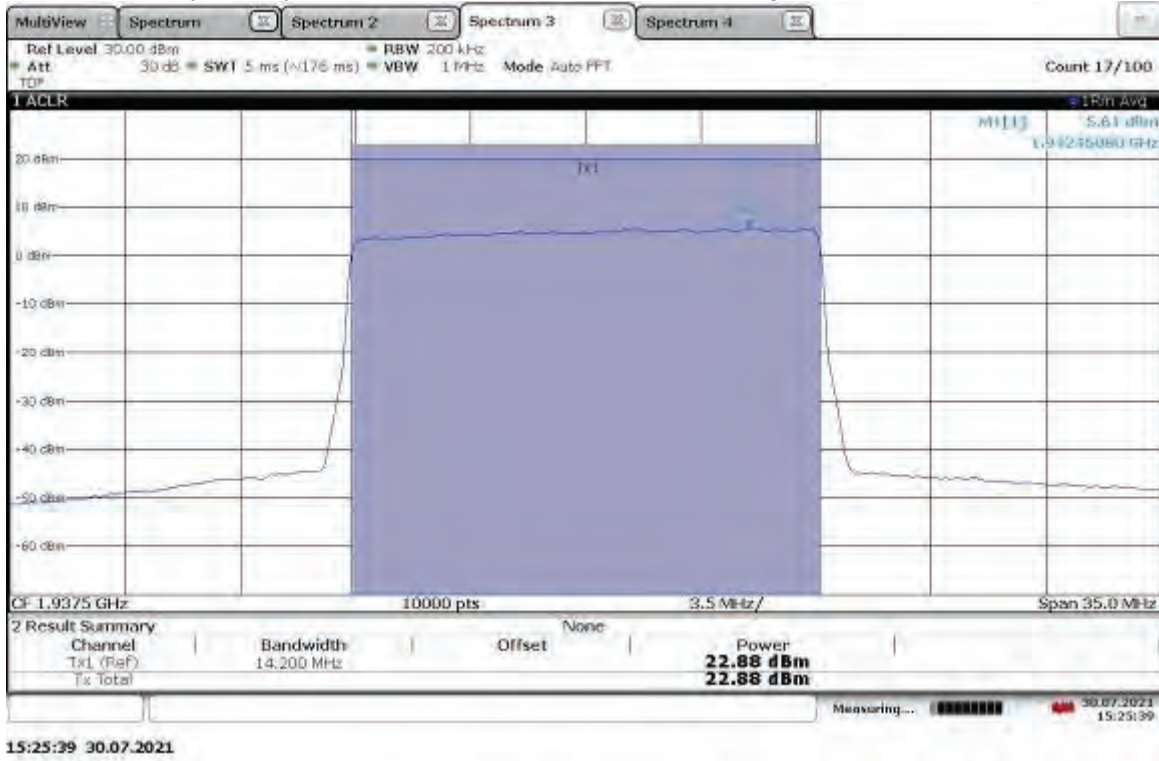 MultiView Spectrum Spectrum 2 Spectrum 3 Spectrum 4
Ref Level 30.00 dBm RBW 200 kHz
Att 30 dB SWT 5 ms (~176 ms) VBW 1 MHz Mode Auto FFT Count 17/100
TDF
1 ACLR 1Rm Avg
M1[1] 5.61 dBm
1.94245080 GHz
20 dBm
Tx1
10 dBm
0 dBm
-10 dBm
-20 dBm
-30 dBm
-40 dBm
-50 dBm
-60 dBm
CF 1.9375 GHz 10000 pts 3.5 MHz/ Span 35.0 MHz
2 Result Summary None
Channel Bandwidth Offset Power
Tx1 (Ref) 14.200 MHz 22.88 dBm
Tx Total 22.88 dBm
Measuring... 30.07.2021
15:25:39
15:25:39 30.07.2021